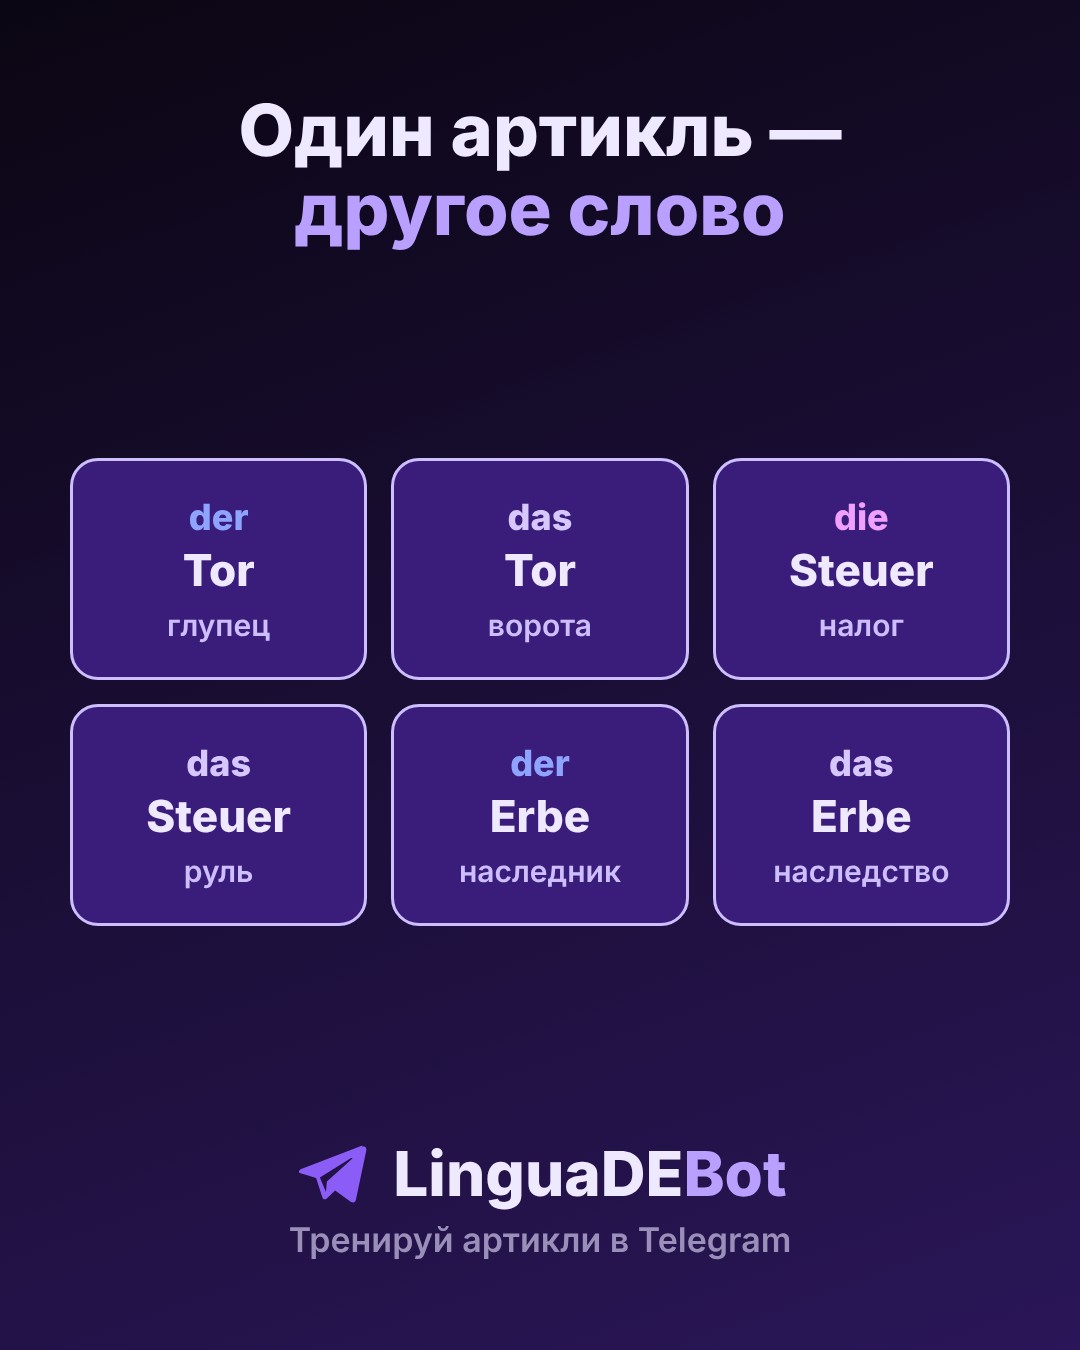 Один артикль —
другое слово
der
Tor
глупец
das
Tor
ворота
die
Steuer
налог
das
Steuer
руль
der
Erbe
наследник
das
Erbe
наследство
LinguaDEBot
Тренируй артикли в Telegram